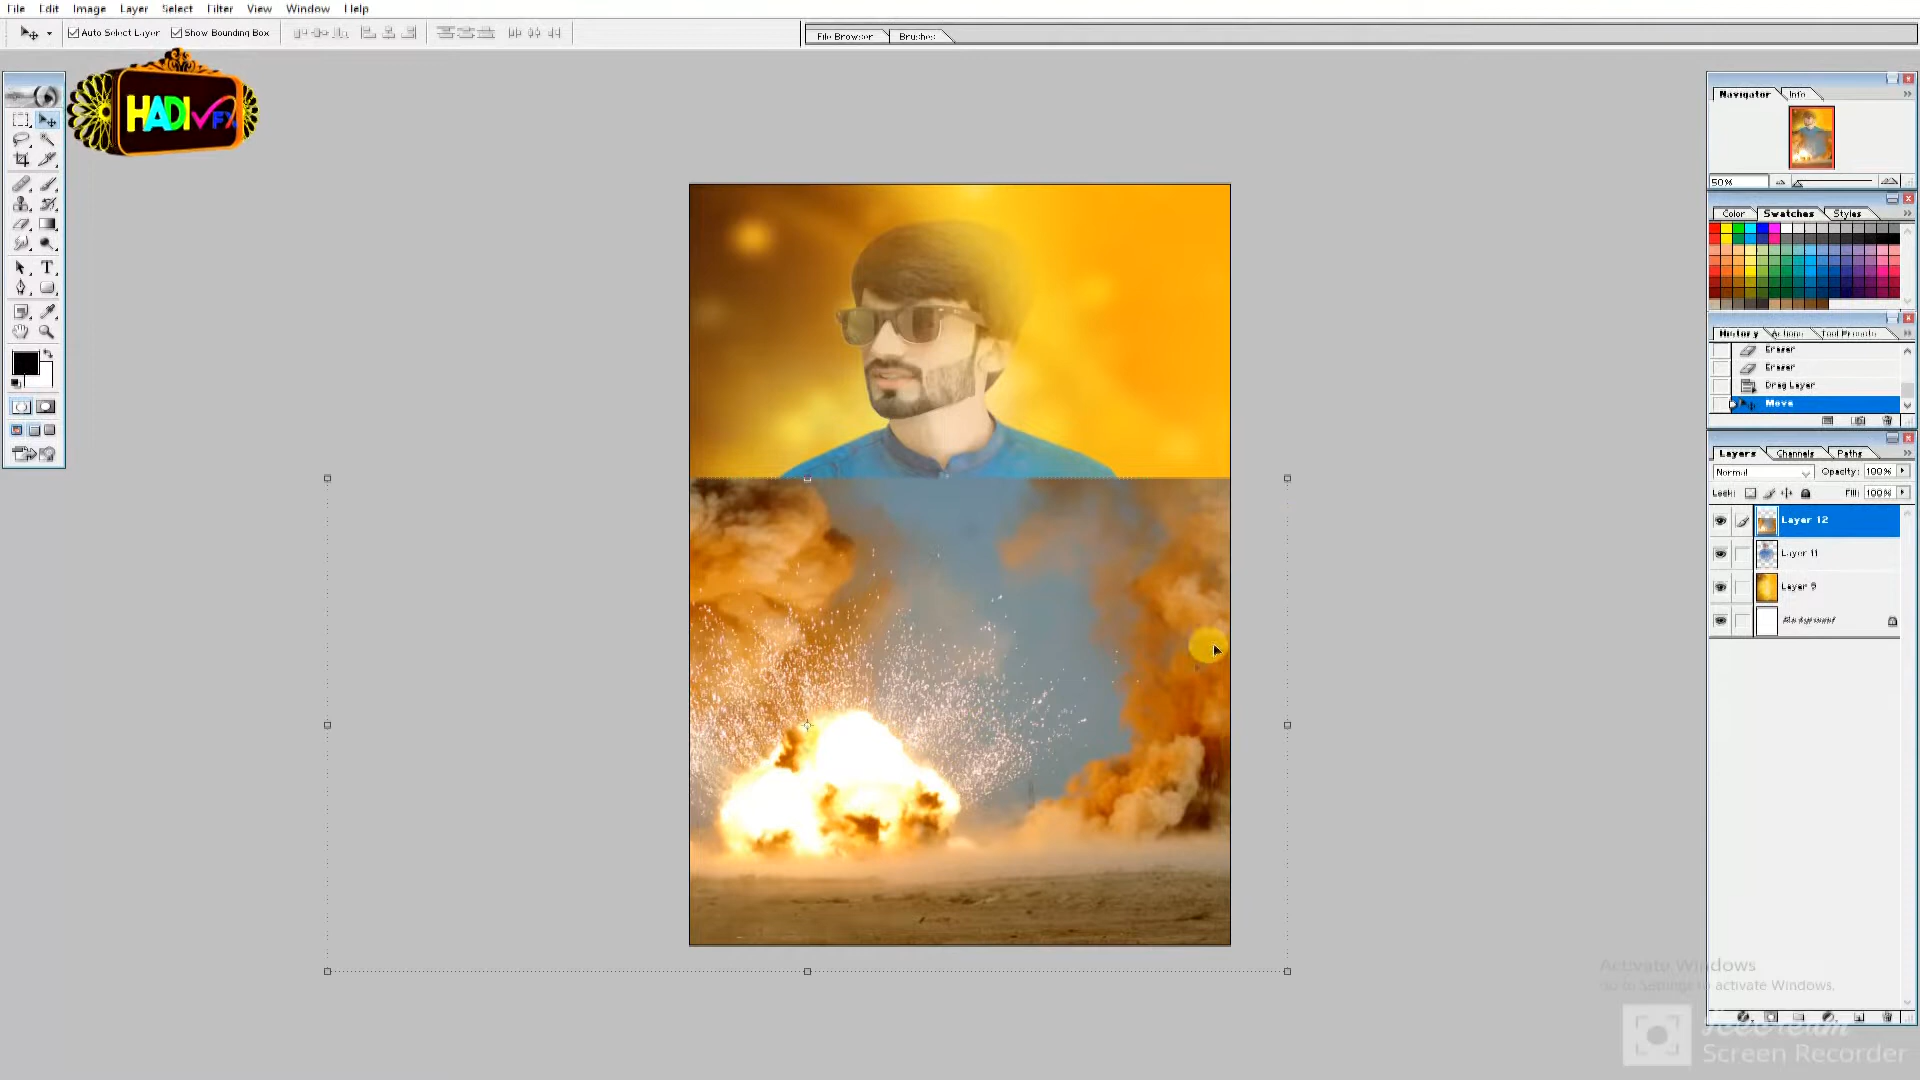 File Edit Image Layer Select Filter View Window Help
Auto Select Layer Show Bounding Box
File Browser Brushes
HADI VFX
Navigator Info
50%
Color Swatches Styles
History Actions Tool Presets
Eraser
Eraser
Drag Layer
Move
Layers Channels Paths
Normal Opacity: 100%
Lock: Fill: 100%
Layer 12
Layer 11
Layer 9
Background
Activate Windows
Go to Settings to activate Windows.
Icecream
Screen Recorder